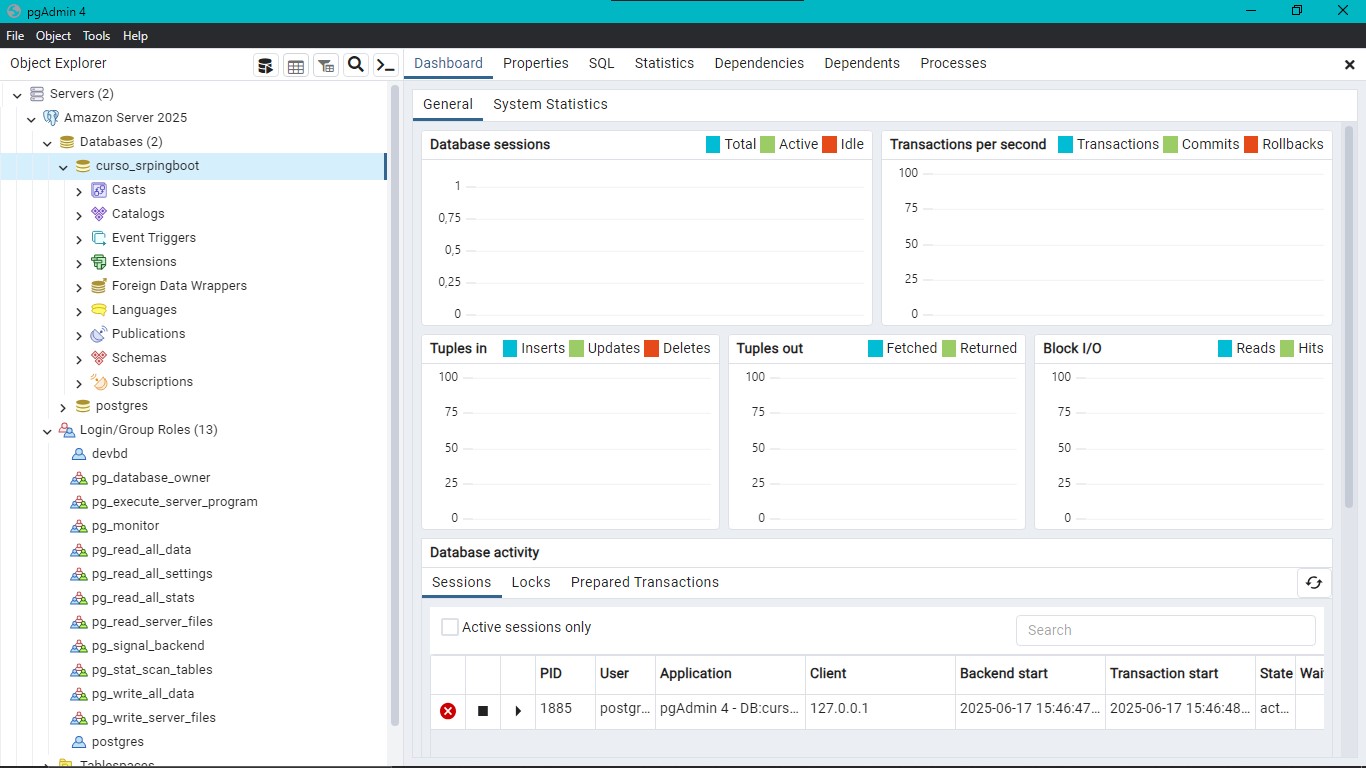 pgAdmin 4
File Object Tools Help
Object Explorer
Dashboard Properties SQL Statistics Dependencies Dependents Processes
Servers (2)
Amazon Server 2025
Databases (2)
curso_srpingboot
Casts
Catalogs
Event Triggers
Extensions
Foreign Data Wrappers
Languages
Publications
Schemas
Subscriptions
postgres
Login/Group Roles (13)
devbd
pg_database_owner
pg_execute_server_program
pg_monitor
pg_read_all_data
pg_read_all_settings
pg_read_all_stats
pg_read_server_files
pg_signal_backend
pg_stat_scan_tables
pg_write_all_data
pg_write_server_files
postgres
Tablespaces
General System Statistics
Database sessions Total Active Idle
1
0,75
0,5
0,25
0
Transactions per second Transactions Commits Rollbacks
100
75
50
25
0
Tuples in Inserts Updates Deletes
100
75
50
25
0
Tuples out Fetched Returned
100
75
50
25
0
Block I/O Reads Hits
100
75
50
25
0
Database activity
Sessions Locks Prepared Transactions
Active sessions only Search
PID User Application Client Backend start Transaction start State Wai
1885 postgr... pgAdmin 4 - DB:curs... 127.0.0.1 2025-06-17 15:46:47... 2025-06-17 15:46:48... act...